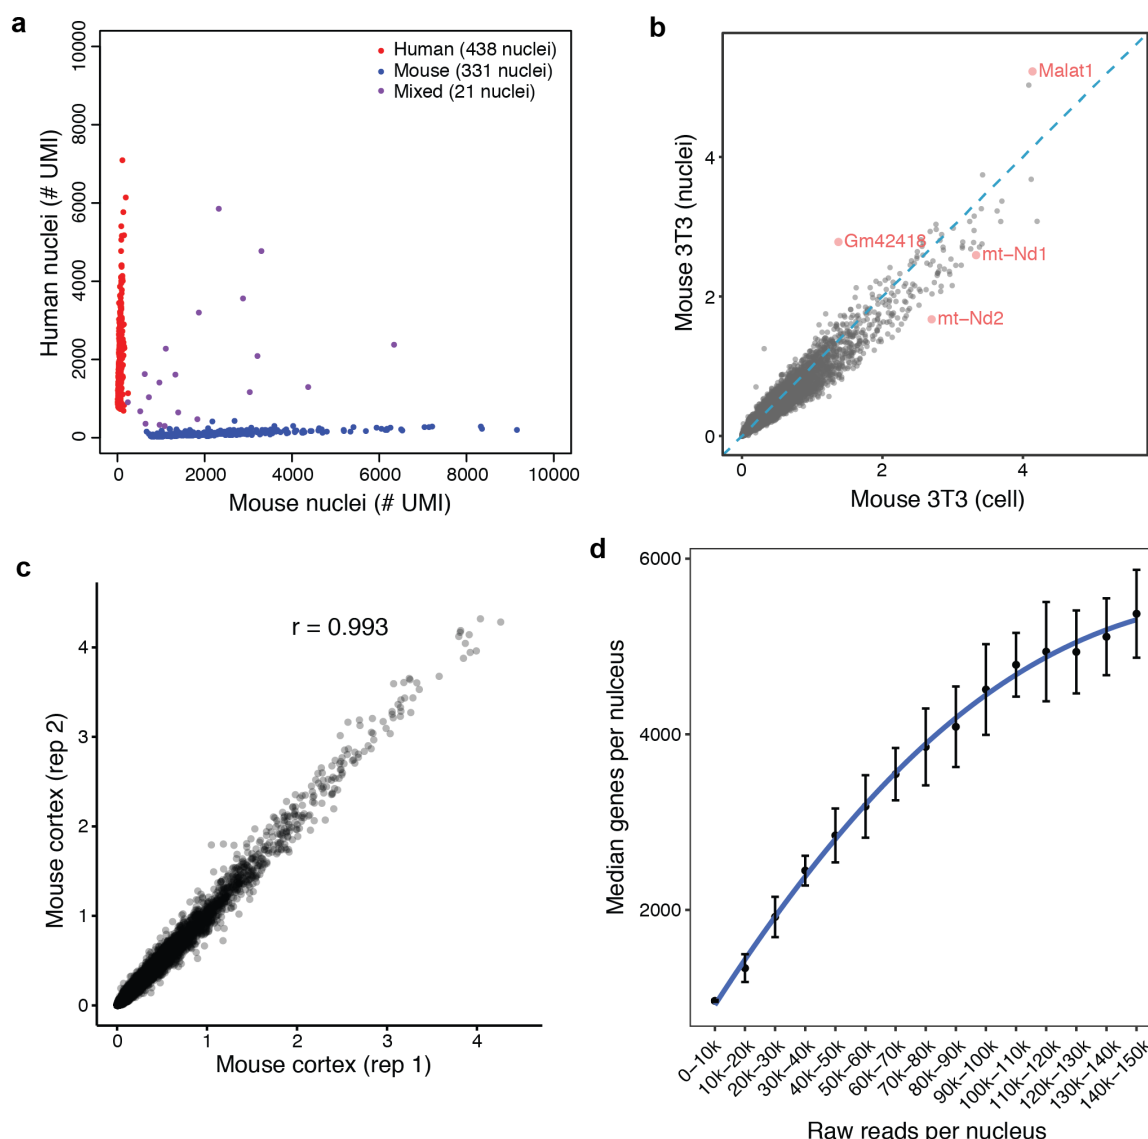 a
Human (438 nuclei)
Mouse (331 nuclei)
Mixed (21 nuclei)
Human nuclei (# UMI)
10000
8000
6000
4000
2000
0
0 2000 4000 6000 8000 10000
Mouse nuclei (# UMI)
b
Malat1
Gm42418
mt–Nd1
mt–Nd2
Mouse 3T3 (nuclei)
4
2
0
0 2 4
Mouse 3T3 (cell)
c
r = 0.993
Mouse cortex (rep 2)
4
3
2
1
0
0 1 2 3 4
Mouse cortex (rep 1)
d
Median genes per nulceus
6000
4000
2000
0–10k
10k–20k
20k–30k
30k–40k
40k–50k
50k–60k
60k–70k
70k–80k
80k–90k
90k–100k
100k–110k
110k–120k
120k–130k
130k–140k
140k–150k
Raw reads per nucleus